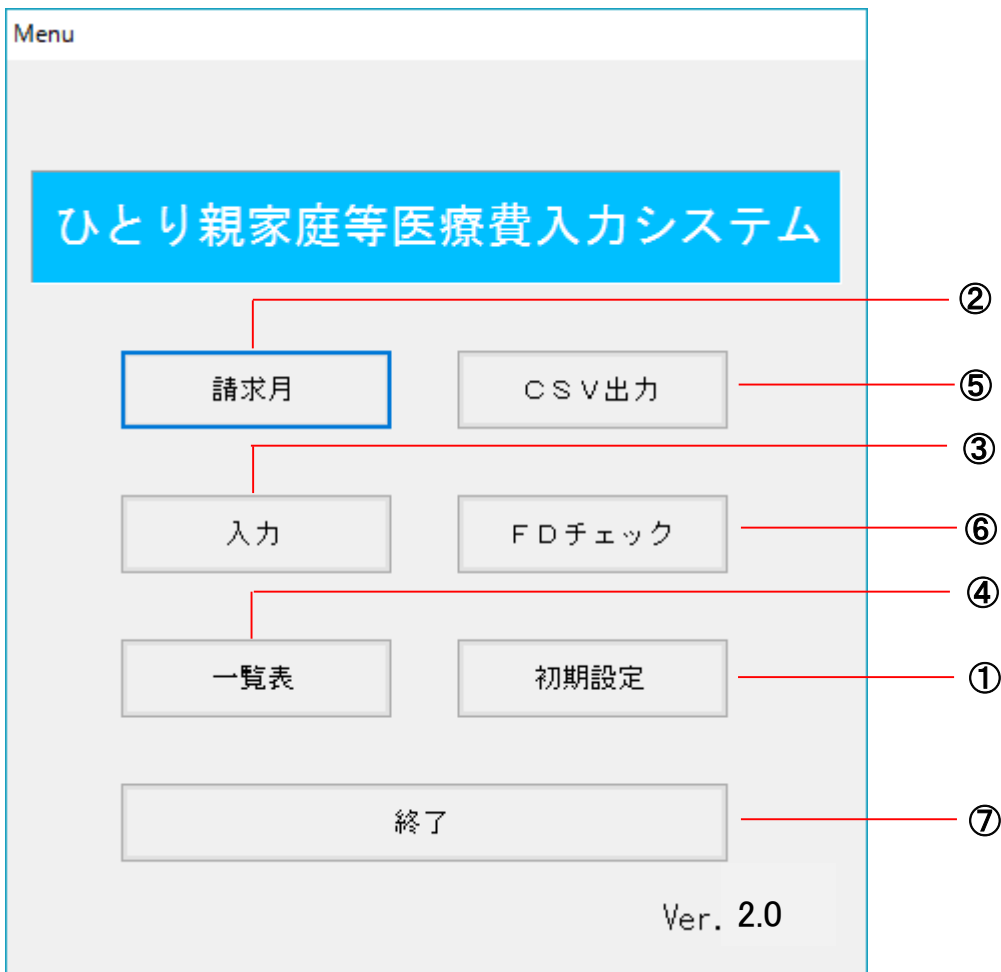 Menu
ひとり親家庭等医療費入力システム
②
請求月
ＣＳＶ出力
⑤
③
入力
ＦＤチェック
⑥
④
一覧表
初期設定
①
終了
⑦
Ver. 2.0